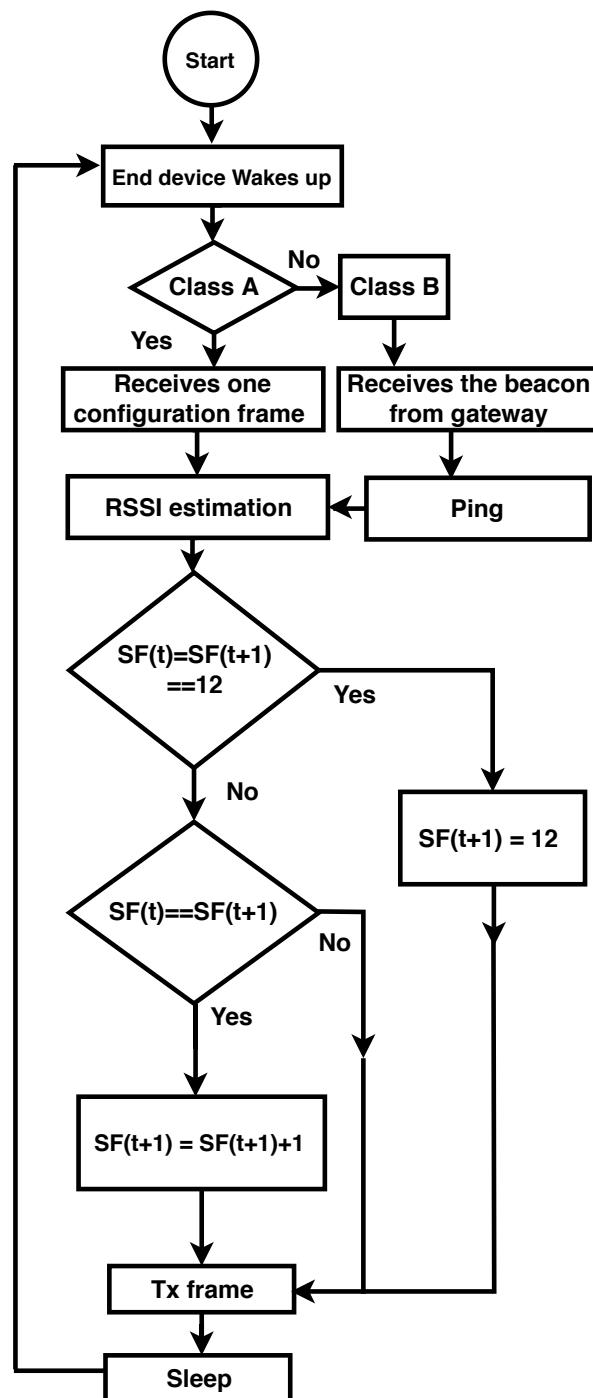 Start
End device Wakes up
Class A
No
Class B
Yes
Receives one
configuration frame
Receives the beacon
from gateway
RSSI estimation
Ping
SF(t)=SF(t+1)
==12
Yes
No
SF(t+1) = 12
SF(t)==SF(t+1)
No
Yes
SF(t+1) = SF(t+1)+1
Tx frame
Sleep